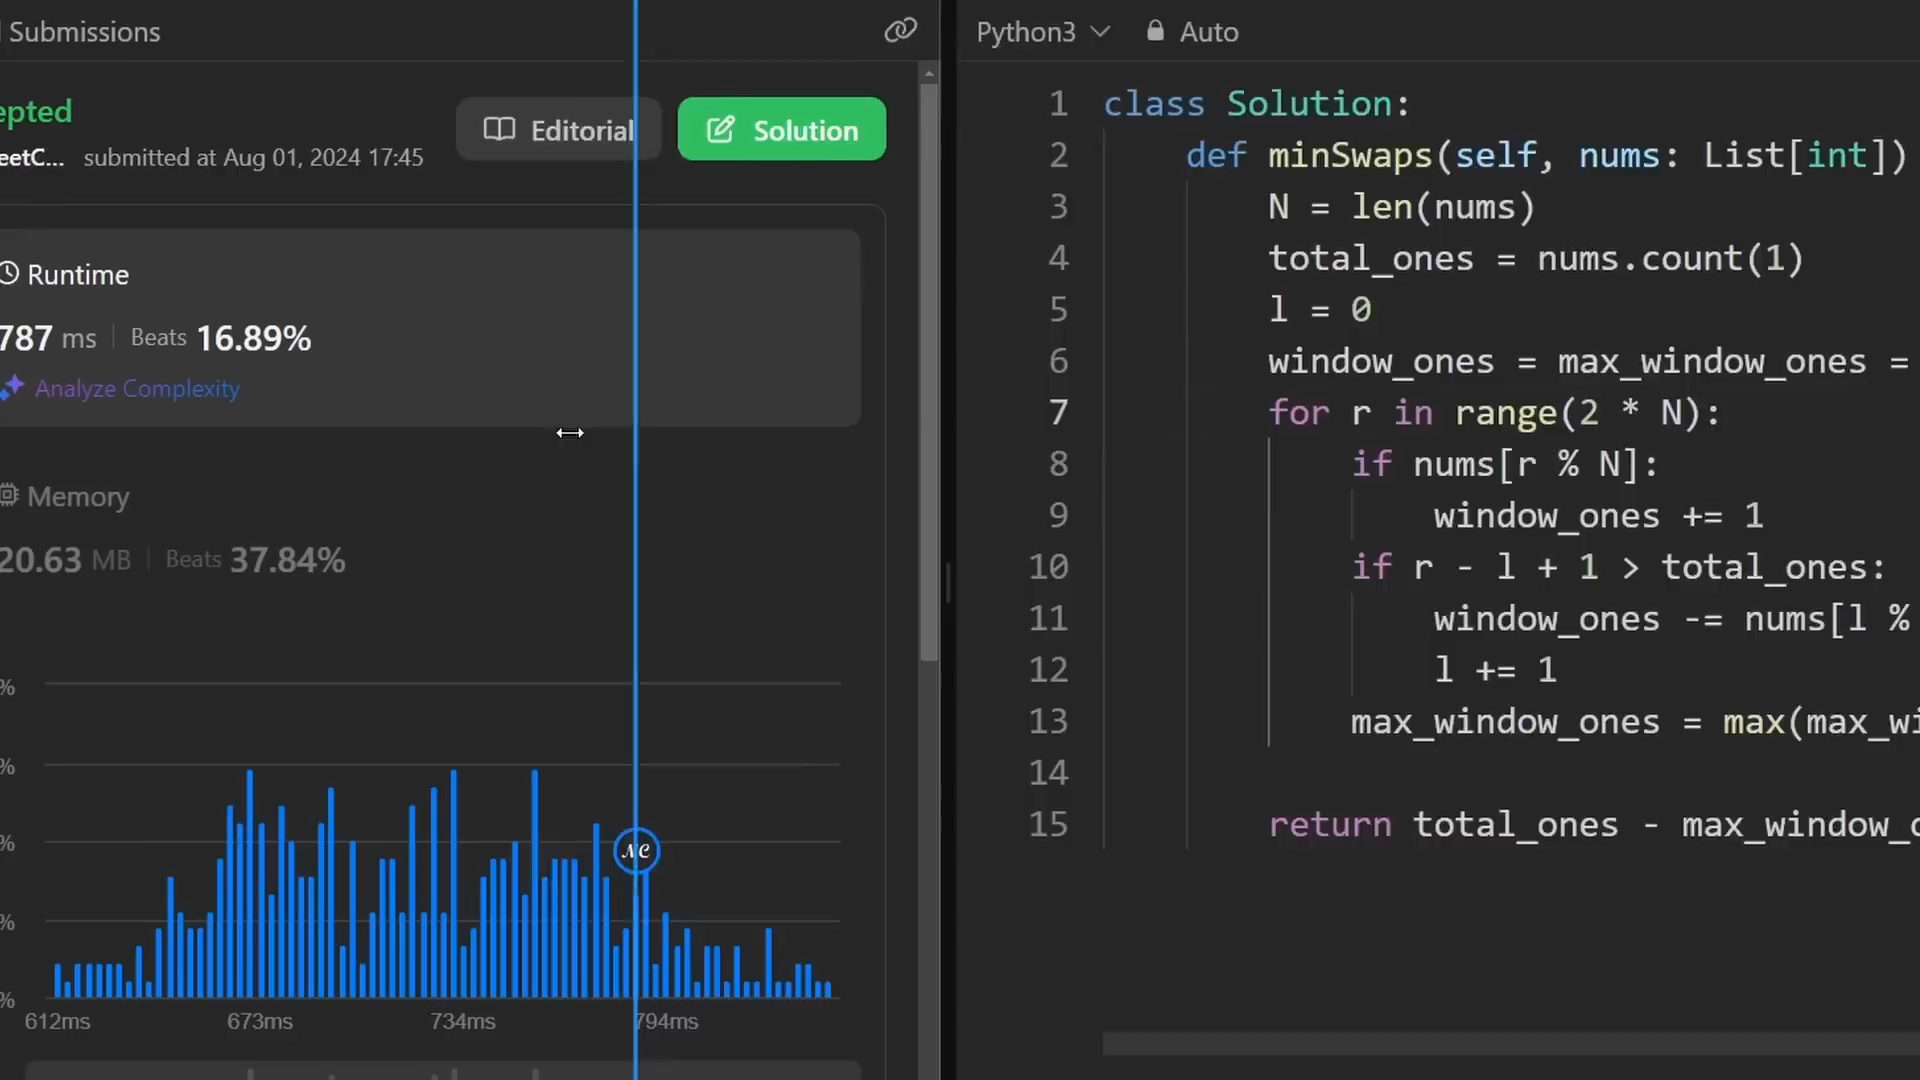 Submissions
Python3
Auto
epted
Editorial
Solution
eetC... submitted at Aug 01, 2024 17:45
Runtime
787 ms | Beats 16.89%
Analyze Complexity
Memory
20.63 MB | Beats 37.84%
%
%
%
%
%
NC
612ms 673ms 734ms 794ms
1 class Solution:
2 def minSwaps(self, nums: List[int])
3 N = len(nums)
4 total_ones = nums.count(1)
5 l = 0
6 window_ones = max_window_ones =
7 for r in range(2 * N):
8 if nums[r % N]:
9 window_ones += 1
10 if r - l + 1 > total_ones:
11 window_ones -= nums[l %
12 l += 1
13 max_window_ones = max(max_wi
14
15 return total_ones - max_window_o